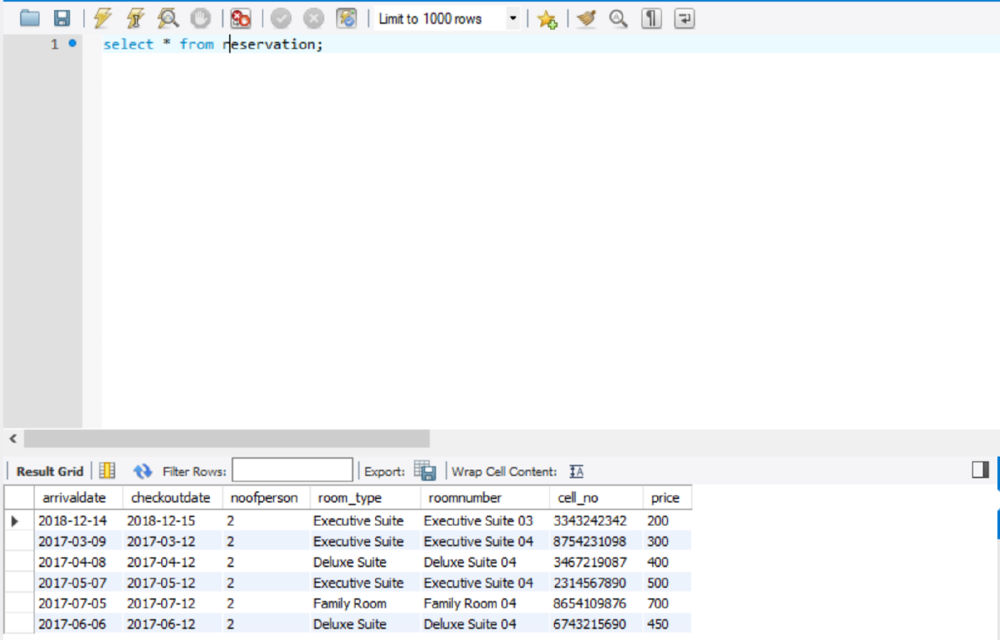 Limit to 1000 rows
1 select * from reservation;
Result Grid Filter Rows: Export: Wrap Cell Content:
arrivaldate checkoutdate noofperson room_type roomnumber cell_no price
2018-12-14 2018-12-15 2 Executive Suite Executive Suite 03 3343242342 200
2017-03-09 2017-03-12 2 Executive Suite Executive Suite 04 8754231098 300
2017-04-08 2017-04-12 2 Deluxe Suite Deluxe Suite 04 3467219087 400
2017-05-07 2017-05-12 2 Executive Suite Executive Suite 04 2314567890 500
2017-07-05 2017-07-12 2 Family Room Family Room 04 8654109876 700
2017-06-06 2017-06-12 2 Deluxe Suite Deluxe Suite 04 6743215690 450